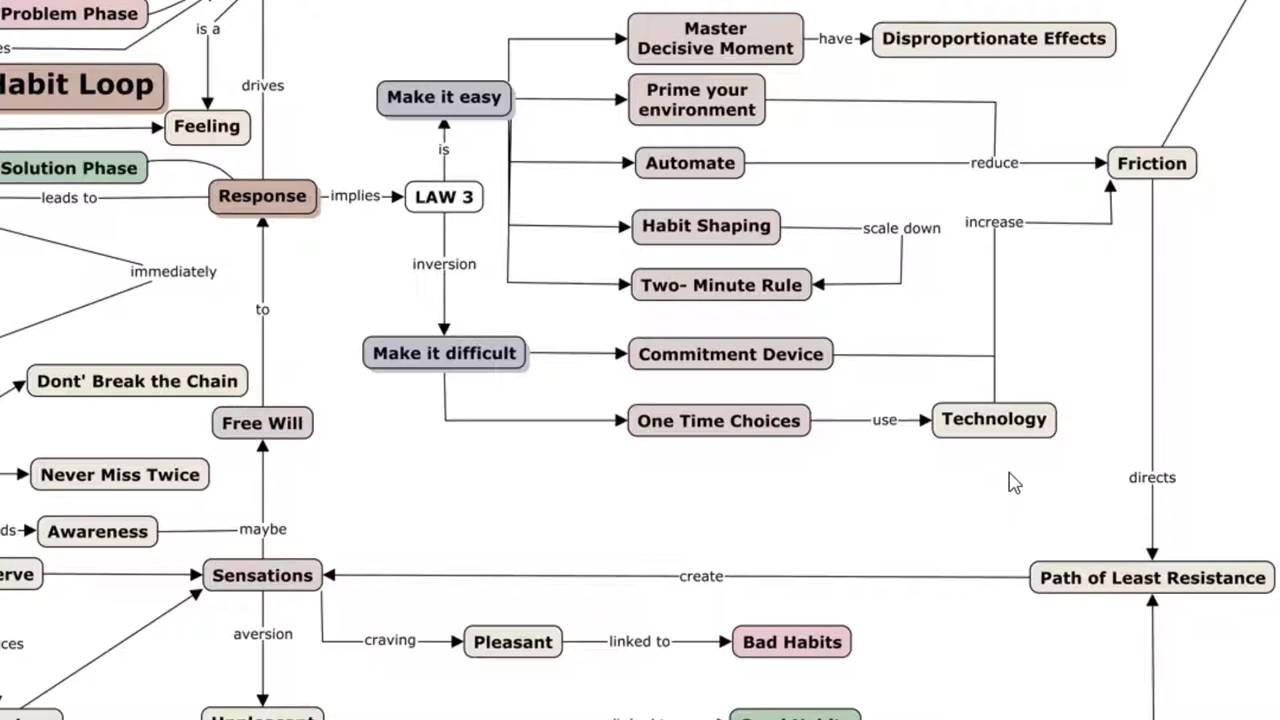 Problem Phase
is a
es
Master
Decisive Moment
have
Disproportionate Effects
Habit Loop
drives
Make it easy
Prime your
environment
Feeling
is
Solution Phase
Automate
reduce
Friction
leads to
Response
implies
LAW 3
Habit Shaping
scale down
increase
immediately
inversion
Two- Minute Rule
to
Make it difficult
Commitment Device
Dont' Break the Chain
Free Will
One Time Choices
use
Technology
Never Miss Twice
directs
ds
Awareness
maybe
erve
Sensations
create
Path of Least Resistance
aversion
craving
Pleasant
linked to
Bad Habits
ces